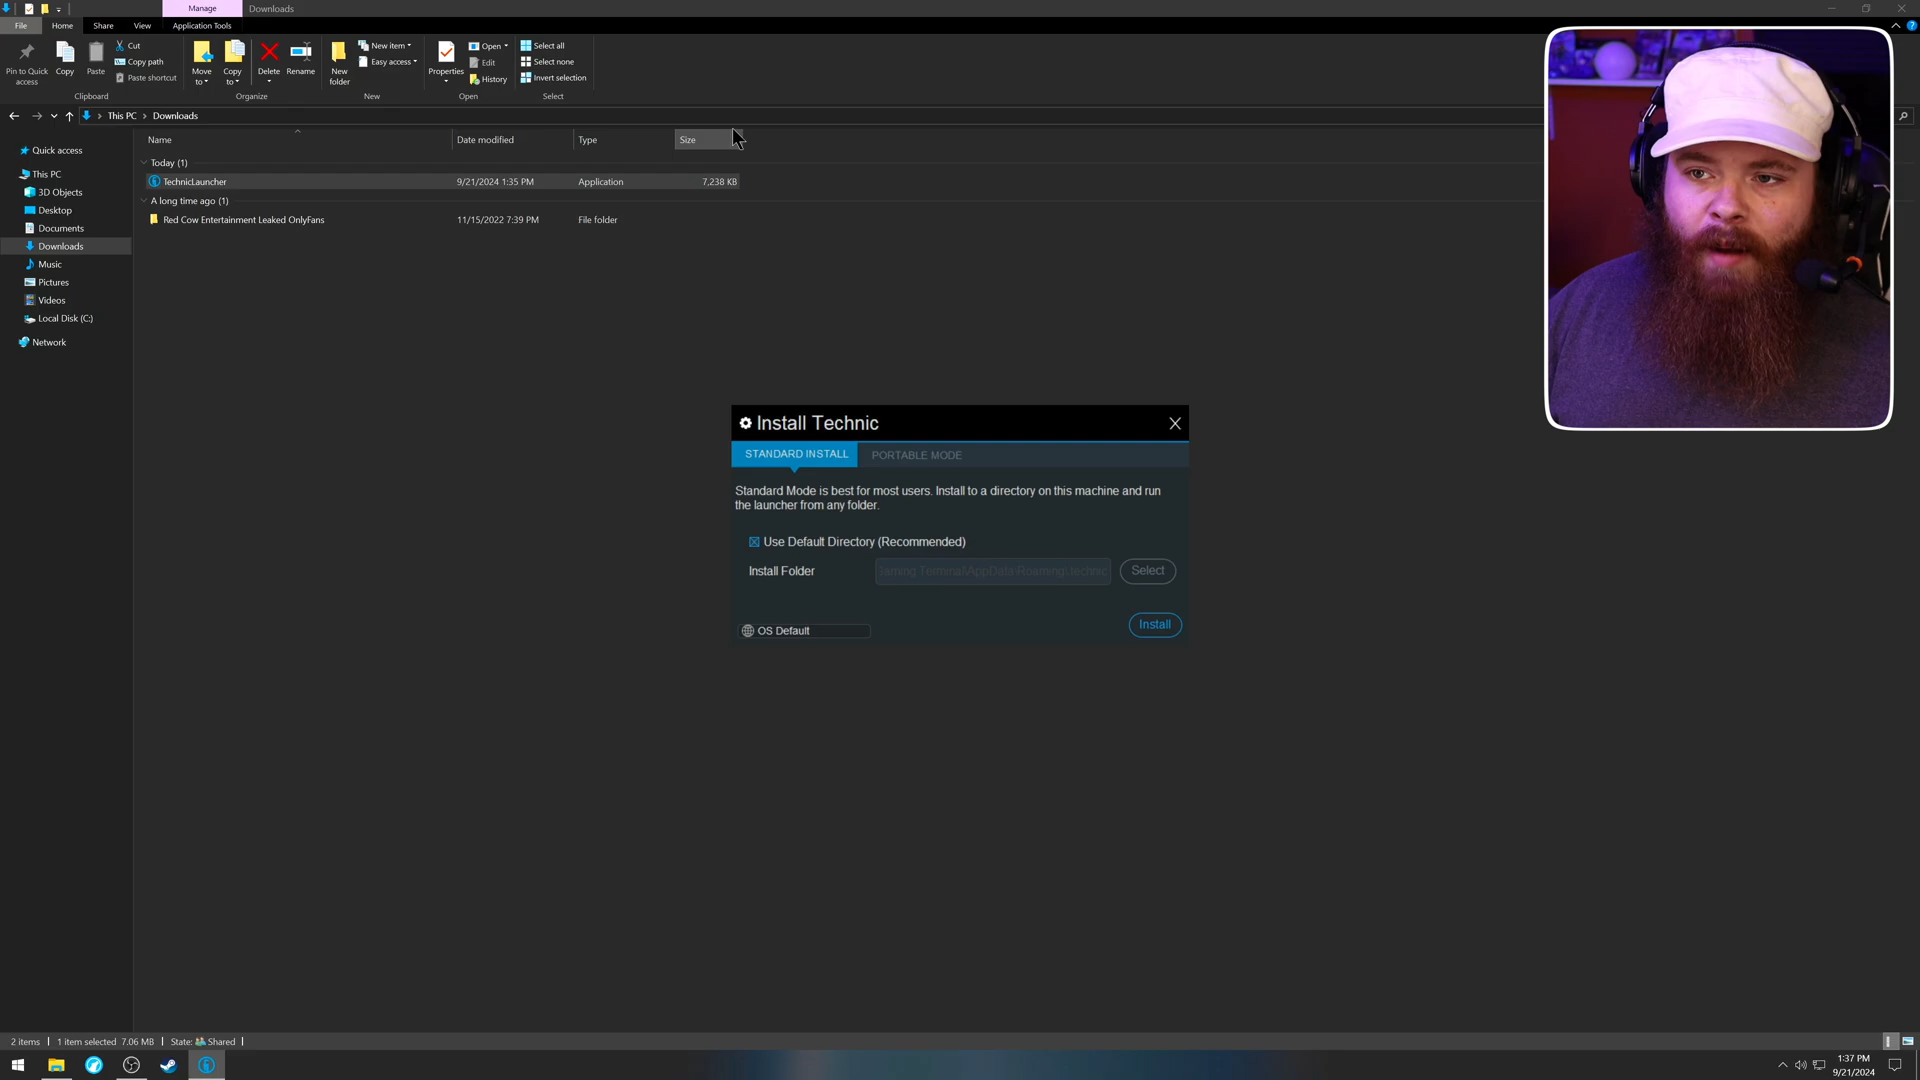 Manage
Downloads
File
Home
Share
View
Application Tools
Pin to Quick access
Copy
Paste
Cut
Copy path
Paste shortcut
Clipboard
Move to
Copy to
Delete
Rename
Organize
New folder
New item
Easy access
New
Properties
Open
Edit
History
Open
Select all
Select none
Invert selection
Select
This PC > Downloads
Name
Date modified
Type
Size
Quick access
This PC
3D Objects
Desktop
Documents
Downloads
Music
Pictures
Videos
Local Disk (C:)
Network
Today (1)
TechnicLauncher 9/21/2024 1:35 PM Application 7,238 KB
A long time ago (1)
Red Cow Entertainment Leaked OnlyFans 11/15/2022 7:39 PM File folder
Install Technic
STANDARD INSTALL
PORTABLE MODE
Standard Mode is best for most users. Install to a directory on this machine and run
the launcher from any folder.
Use Default Directory (Recommended)
Install Folder
Terminal\AppData\Roaming\.technic
Select
OS Default
Install
2 items
1 item selected 7.06 MB
State: Shared
1:37 PM
9/21/2024